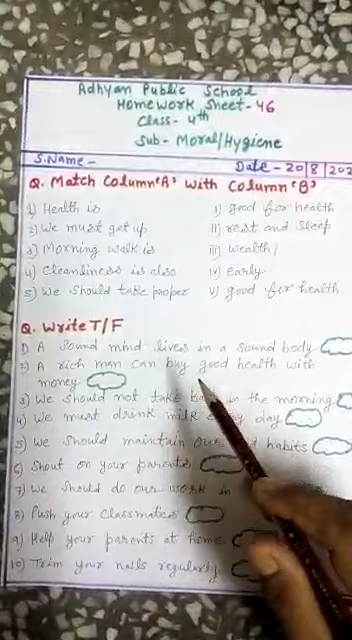 Adhyan Public School
Homework Sheet-46
Class- 4th
Sub- Moral/Hygiene
S.Name- Date- 20|8|202
Q. Match Column 'A' with Column 'B'
1) Health is i) good for health
2) We must get up ii) rest and sleep
3) Morning walk is iii) wealth
4) Cleanliness is also iv) early
5) We should take proper v) good for health
Q. Write T/F
1) A sound mind lives in a sound body
2) A rich man can buy good health with
money
3) We should not take in the morning
4) We must drink milk day
5) We should maintain habits
6) Shout on your parents
7) We should do our work in
8) Push your classmates
9) Help your parents at home
10) Trim your nails regularly